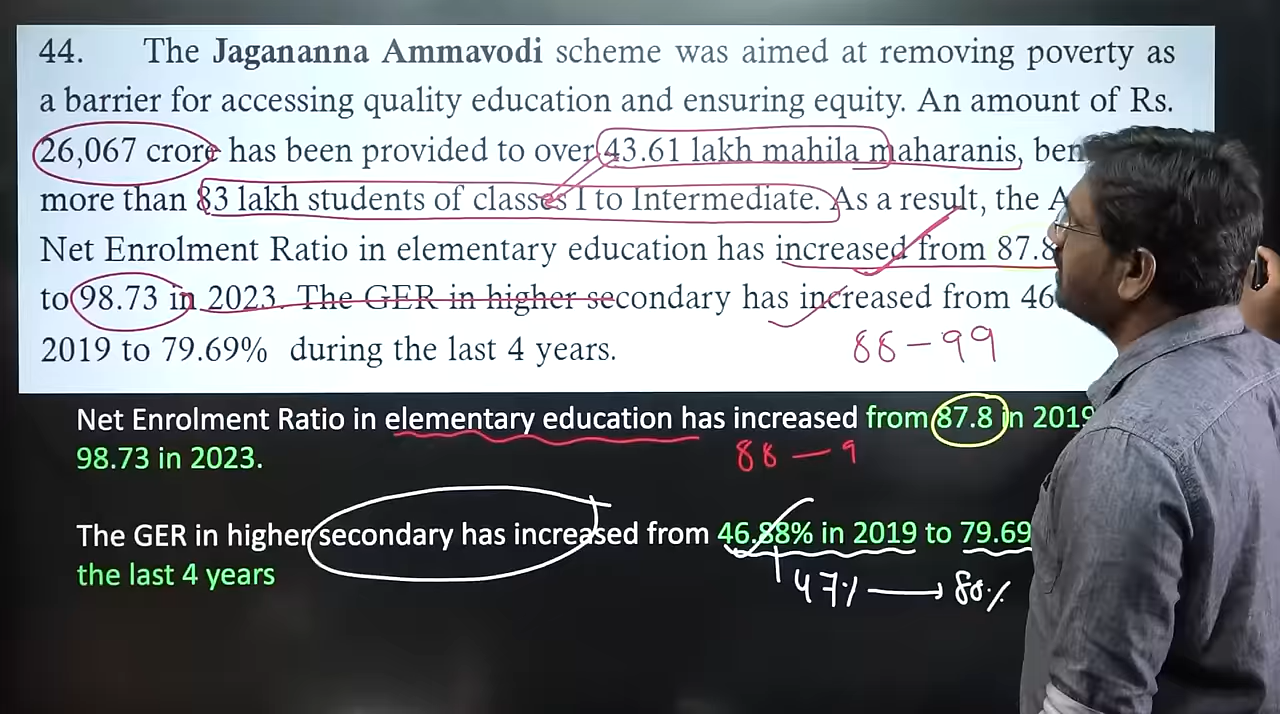 44. The Jagananna Ammavodi scheme was aimed at removing poverty as
a barrier for accessing quality education and ensuring equity. An amount of Rs.
26,067 crore has been provided to over 43.61 lakh mahila maharanis,
more than 83 lakh students of classes I to Intermediate. As a result, the
Net Enrolment Ratio in elementary education has increased from 87.8
to 98.73 in 2023. The GER in higher secondary has increased from 46
2019 to 79.69% during the last 4 years.
88 - 99
Net Enrolment Ratio in elementary education has increased from 87.8 in 2019
98.73 in 2023.
88 - 9
The GER in higher secondary has increased from 46.88% in 2019 to 79.69
the last 4 years
47% → 80%